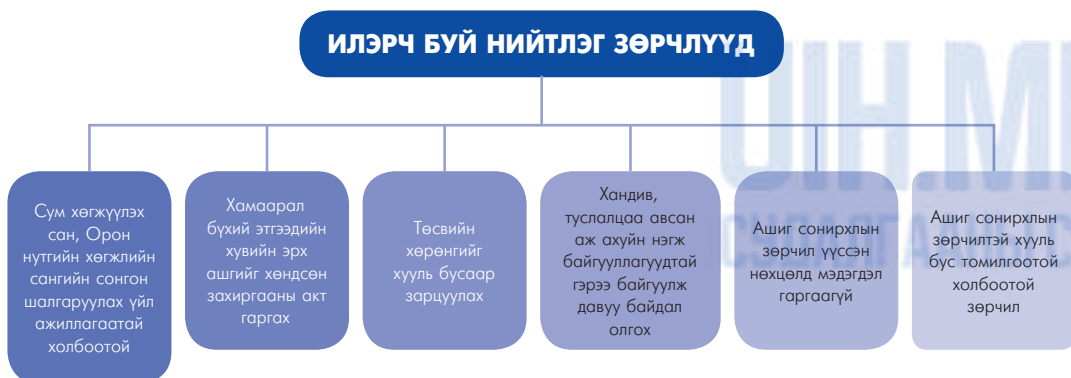 ИЛЭРЧ БУЙ НИЙТЛЭГ ЗӨРЧЛҮҮД
Сум хөгжүүлэх
сан, Орон
нутгийн хөгжлийн
сангийн сонгон
шалгаруулах үйл
ажиллагаатай
холбоотой
Хамаарал
бүхий этгээдийн
хувийн эрх
ашгийг хөндсөн
захиргааны акт
гаргах
Төсвийн
хөрөнгийг
хууль бусаар
зарцуулах
Хандив,
туслалцаа авсан
аж ахуйн нэгж
байгууллагуудтай
гэрээ байгуулж
давуу байдал
олгох
Ашиг сонирхлын
зөрчил үүссэн
нөхцөлд мэдэгдэл
гаргаагүй
Ашиг сонирхлын
зөрчилтэй хууль
бус томилгоотой
холбоотой
зөрчил